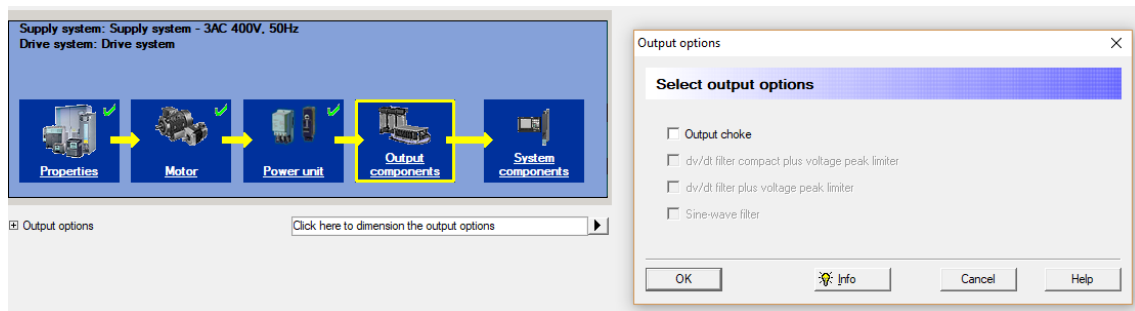 Supply system: Supply system - 3AC 400V, 50Hz
Drive system: Drive system
Properties
Motor
Power unit
Output components
System components
Output options
Click here to dimension the output options
Output options
Select output options
Output choke
dv/dt filter compact plus voltage peak limiter
dv/dt filter plus voltage peak limiter
Sine-wave filter
OK
Info
Cancel
Help